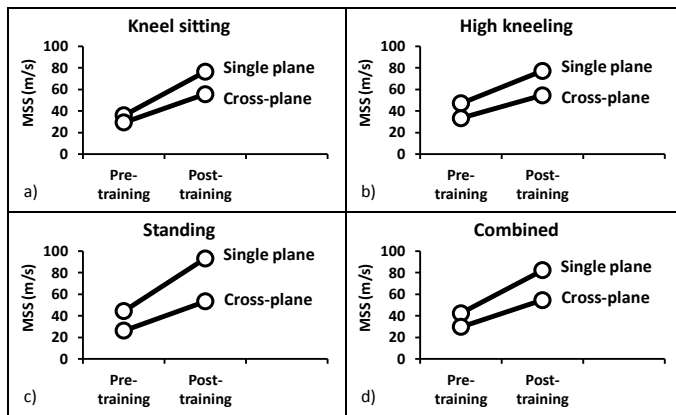 Kneel sitting
MSS (m/s)
100
80
60
40
20
0
Single plane
Cross-plane
Pre-
training
Post-
training
a)
High kneeling
MSS (m/s)
100
80
60
40
20
0
Single plane
Cross-plane
Pre-
training
Post-
training
b)
Standing
MSS (m/s)
100
80
60
40
20
0
Single plane
Cross-plane
Pre-
training
Post-
training
c)
Combined
MSS (m/s)
100
80
60
40
20
0
Single plane
Cross-plane
Pre-
training
Post-
training
d)